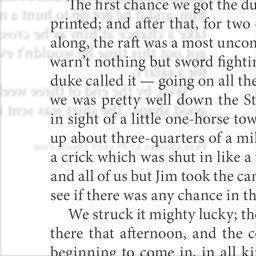 The first chance we got the du
printed; and after that, for two
along, the raft was a most uncon
warn't nothing but sword fightin
duke called it — going on all the
we was pretty well down the St
in sight of a little one-horse tow
up about three-quarters of a mil
a crick which was shut in like a
and all of us but Jim took the can
see if there was any chance in th
We struck it mighty lucky; the
there that afternoon, and the c
beginning to come in, in all ki